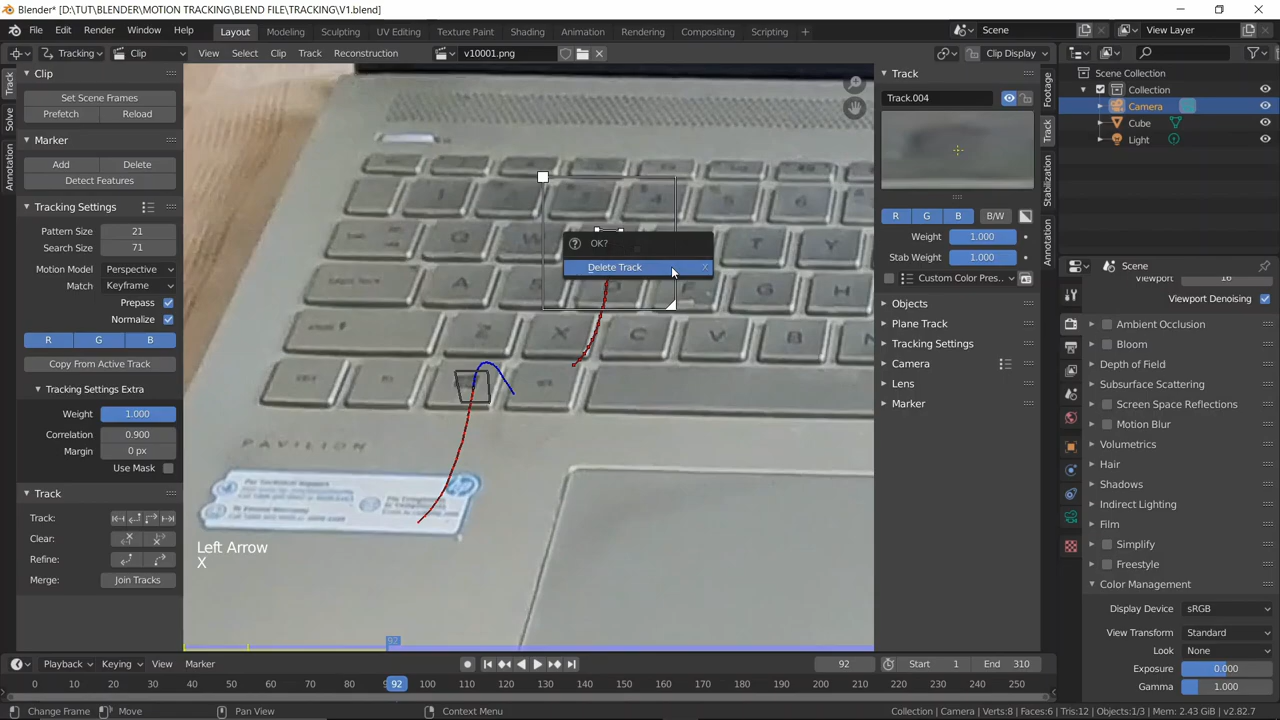 Blender* [D:\TUT\BLENDER\MOTION TRACKING\BLEND FILE\TRACKING\V1.blend]
File Edit Render Window Help Layout Modeling Sculpting UV Editing Texture Paint Shading Animation Rendering Compositing Scripting + Scene View Layer
Tracking Clip View Select Clip Track Reconstruction v10001.png Clip Display
Track
Solve
Annotation
Clip
Set Scene Frames
Prefetch Reload
Marker
Add Delete
Detect Features
Tracking Settings
Pattern Size 21
Search Size 71
Motion Model Perspective
Match Keyframe
Prepass
Normalize
R G B
Copy From Active Track
Tracking Settings Extra
Weight 1.000
Correlation 0.900
Margin 0 px
Use Mask
Track
Track:
Clear:
Refine:
Merge: Join Tracks
OK?
Delete Track X
Q W T Y
F G H
Z X C V B
PAVILION
Left Arrow
X
92
Track
Track.004
R G B B/W
Weight 1.000
Stab Weight 1.000
Custom Color Pres..
Objects
Plane Track
Tracking Settings
Camera
Lens
Marker
Footage
Track
Stabilization
Annotation
Scene Collection
Collection
Camera
Cube
Light
Scene
Viewport 16
Viewport Denoising
Ambient Occlusion
Bloom
Depth of Field
Subsurface Scattering
Screen Space Reflections
Motion Blur
Volumetrics
Hair
Shadows
Indirect Lighting
Film
Simplify
Freestyle
Color Management
Display Device sRGB
View Transform Standard
Look None
Exposure 0.000
Gamma 1.000
Playback Keying View Marker 92 Start 1 End 310
0 10 20 30 40 50 60 70 80 92 100 110 120 130 140 150 160 170 180 190 200 210 220 230 240 250
Change Frame Move Pan View Context Menu Collection | Camera | Verts:8 | Faces:6 | Tris:12 | Objects:1/3 | Mem: 2.43 GiB | v2.82.7